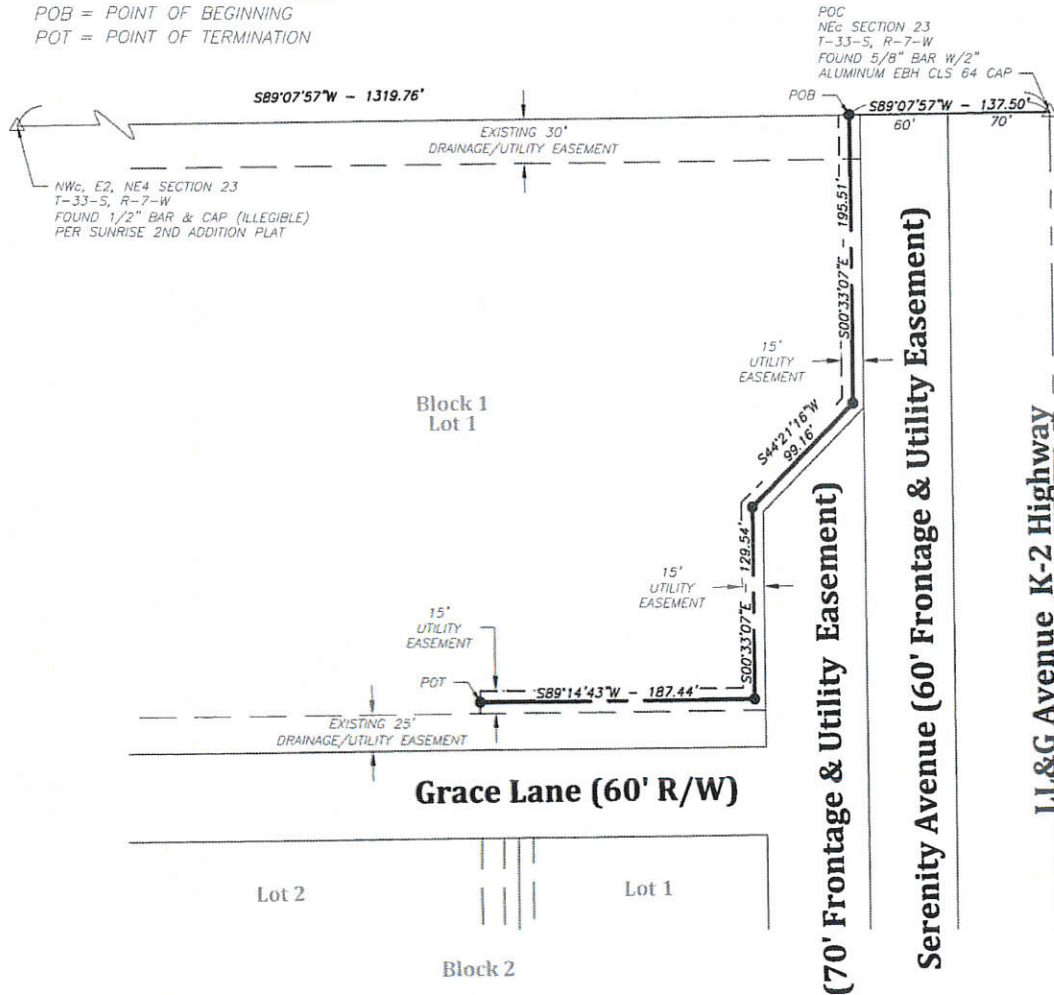 POB = POINT OF BEGINNING
POT = POINT OF TERMINATION
POC
NEc SECTION 23
T-33-S, R-7-W
FOUND 5/8" BAR W/2"
ALUMINUM EBH CLS 64 CAP
S89°07'57"W - 1319.76'
POB
S89°07'57"W - 137.50'
60'
70'
EXISTING 30'
DRAINAGE/UTILITY EASEMENT
NWc, E2, NE4 SECTION 23
T-33-S, R-7-W
FOUND 1/2" BAR & CAP (ILLEGIBLE)
PER SUNRISE 2ND ADDITION PLAT
S00°33'07"E - 195.51'
15'
UTILITY
EASEMENT
Block 1
Lot 1
S44°21'16"W
99.16'
S00°33'07"E - 129.54'
15'
UTILITY
EASEMENT
15'
UTILITY
EASEMENT
POT
S89°14'43"W - 187.44'
EXISTING 25'
DRAINAGE/UTILITY EASEMENT
Grace Lane (60' R/W)
(70' Frontage & Utility Easement)
Serenity Avenue (60' Frontage & Utility Easement)
LL&G Avenue K-2 Highway
Lot 2
Lot 1
Block 2